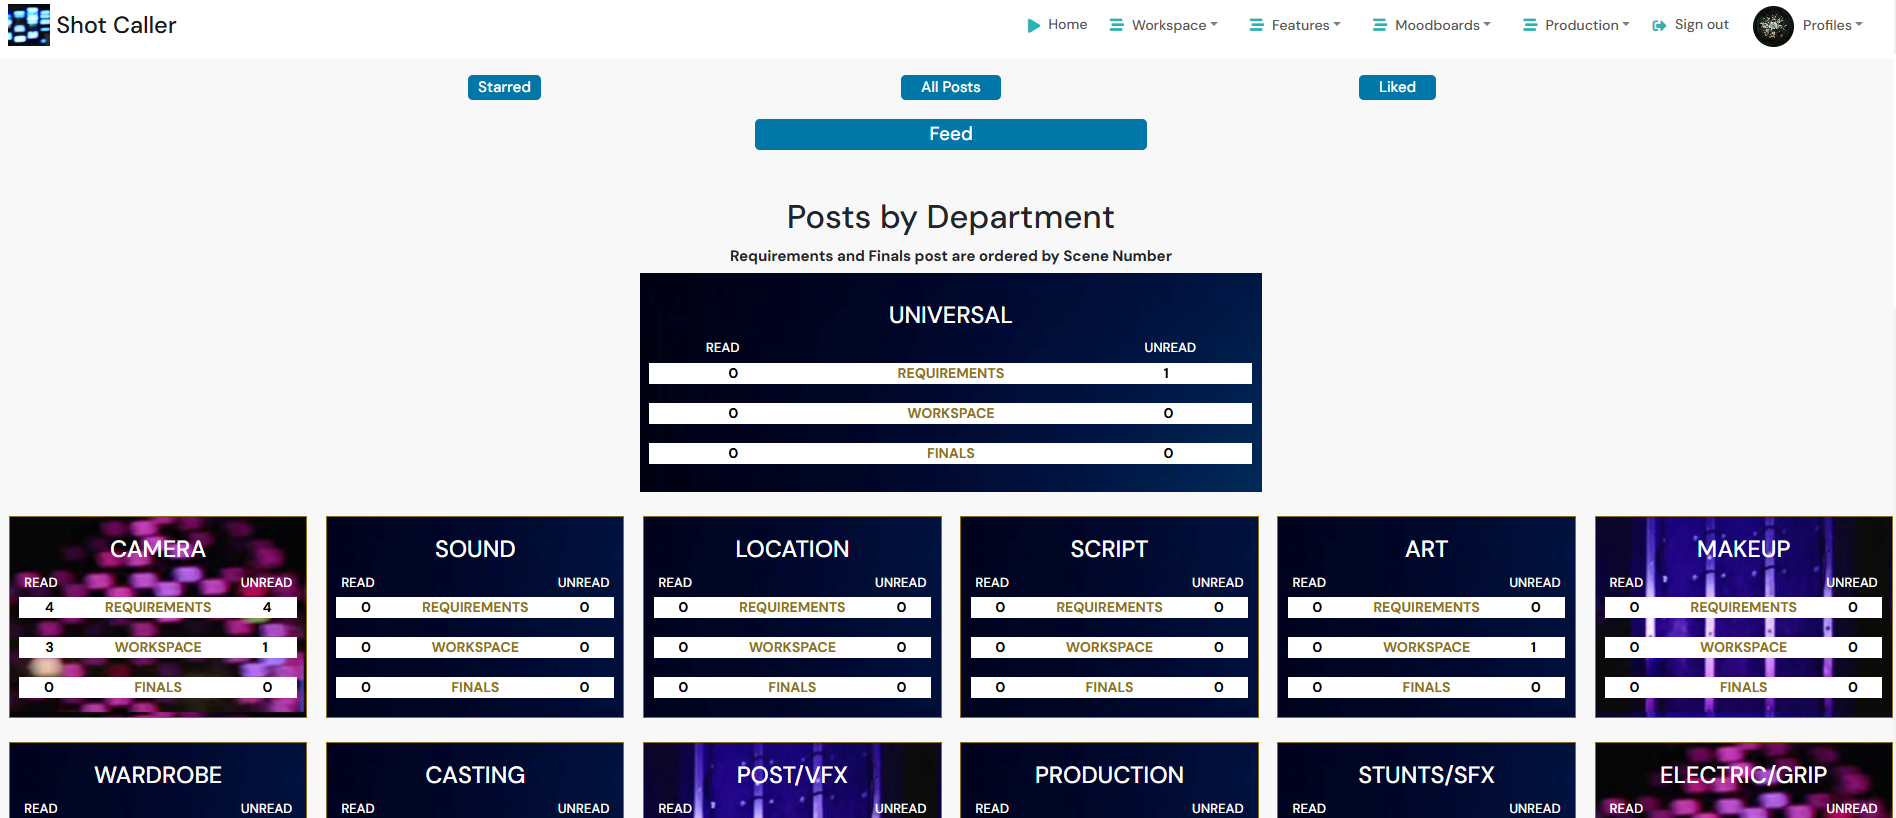 Shot Caller
Home Workspace Features Moodboards Production Sign out Profiles
Starred All Posts Liked
Feed
Posts by Department
Requirements and Finals post are ordered by Scene Number
UNIVERSAL
READ UNREAD
0 REQUIREMENTS 1
0 WORKSPACE 0
0 FINALS 0
CAMERA
READ UNREAD
4 REQUIREMENTS 4
3 WORKSPACE 1
0 FINALS 0
SOUND
READ UNREAD
0 REQUIREMENTS 0
0 WORKSPACE 0
0 FINALS 0
LOCATION
READ UNREAD
0 REQUIREMENTS 0
0 WORKSPACE 0
0 FINALS 0
SCRIPT
READ UNREAD
0 REQUIREMENTS 0
0 WORKSPACE 0
0 FINALS 0
ART
READ UNREAD
0 REQUIREMENTS 0
0 WORKSPACE 1
0 FINALS 0
MAKEUP
READ UNREAD
0 REQUIREMENTS 0
0 WORKSPACE 0
0 FINALS 0
WARDROBE
READ UNREAD
CASTING
READ UNREAD
POST/VFX
READ UNREAD
PRODUCTION
READ UNREAD
STUNTS/SFX
READ UNREAD
ELECTRIC/GRIP
READ UNREAD